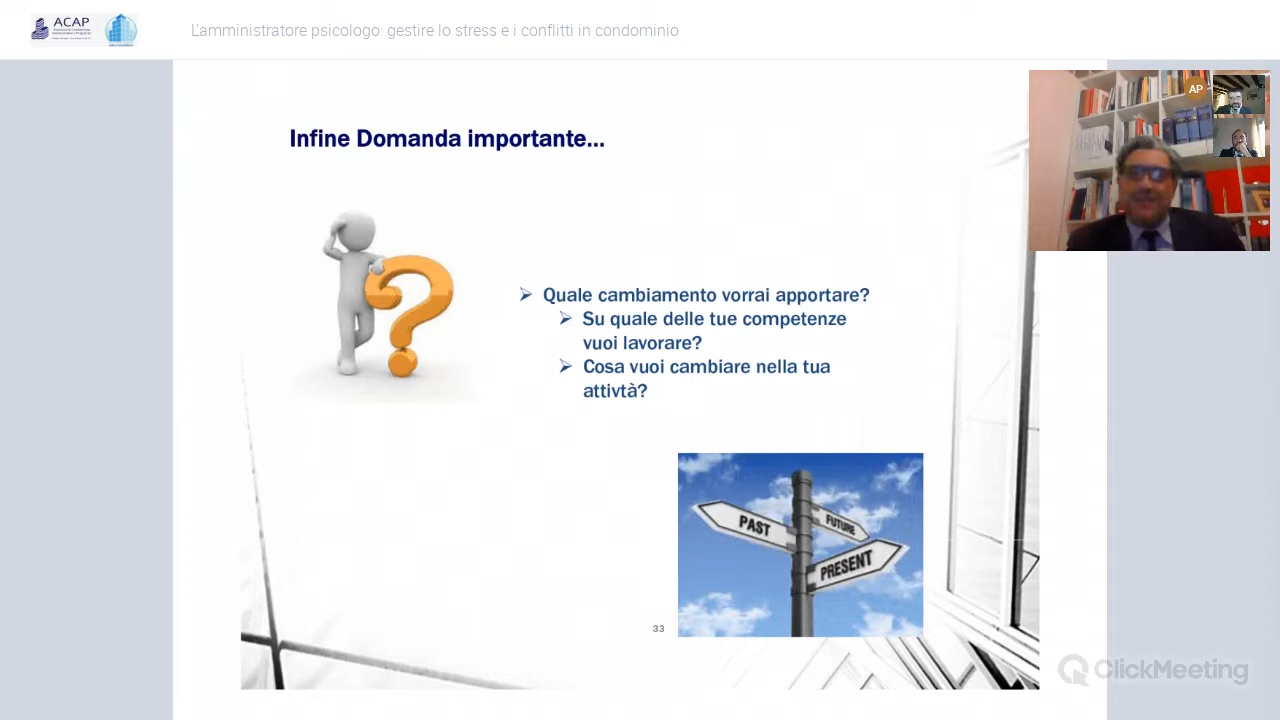 ACAP
L'amministratore psicologo: gestire lo stress e i conflitti in condominio
AP
Infine Domanda importante...
Quale cambiamento vorrai apportare?
Su quale delle tue competenze
vuoi lavorare?
Cosa vuoi cambiare nella tua
attivtà?
PAST
FUTURE
PRESENT
33
ClickMeeting